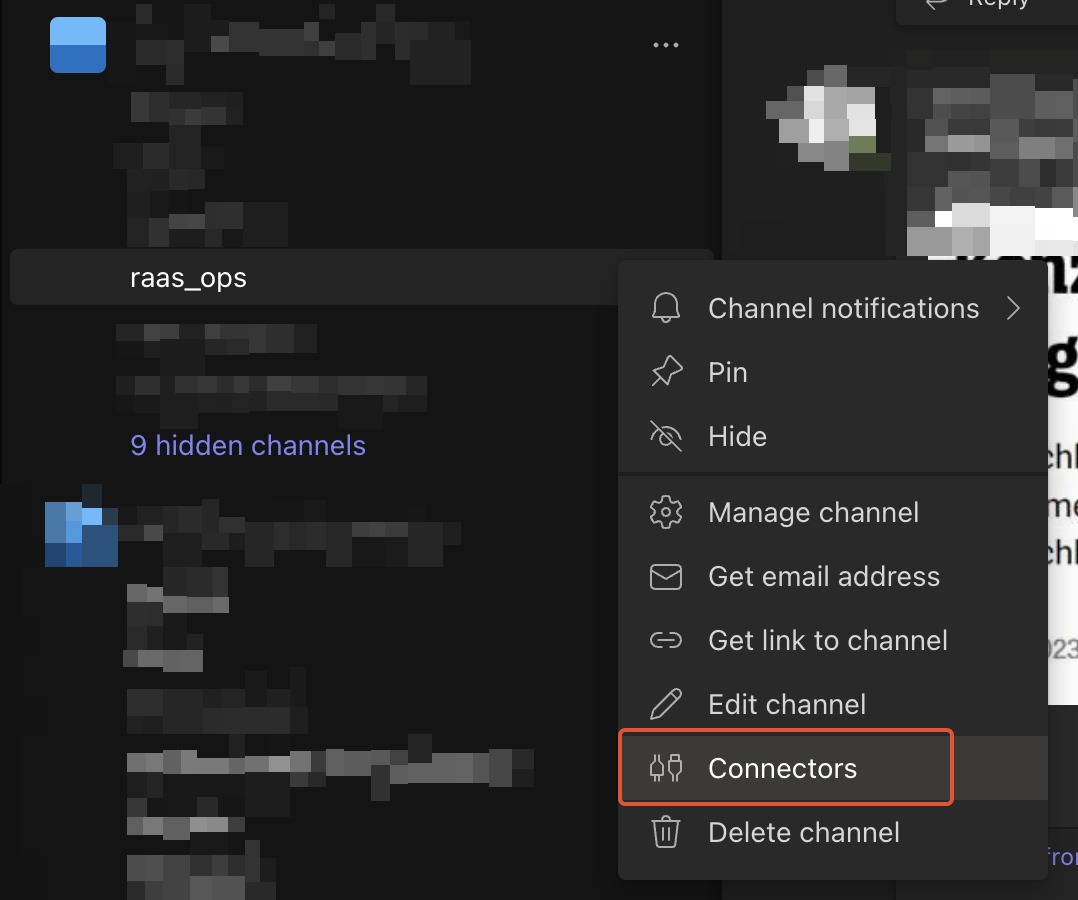 Reply
raas_ops
9 hidden channels
Channel notifications
Pin
Hide
Manage channel
Get email address
Get link to channel
Edit channel
Connectors
Delete channel